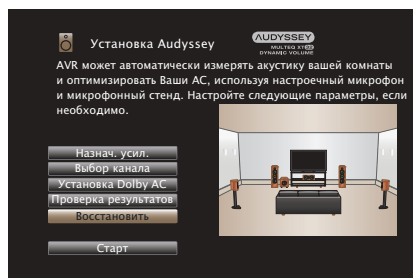 Установка Audyssey
AUDYSSEY
MULTEQ XT32
DYNAMIC VOLUME
AVR может автоматически измерять акустику вашей комнаты
и оптимизировать Ваши АС, используя настроечный микрофон
и микрофонный стенд. Настройте следующие параметры, если
необходимо.
Назнач. усил.
Выбор канала
Установка Dolby АС
Проверка результатов
Восстановить
Старт